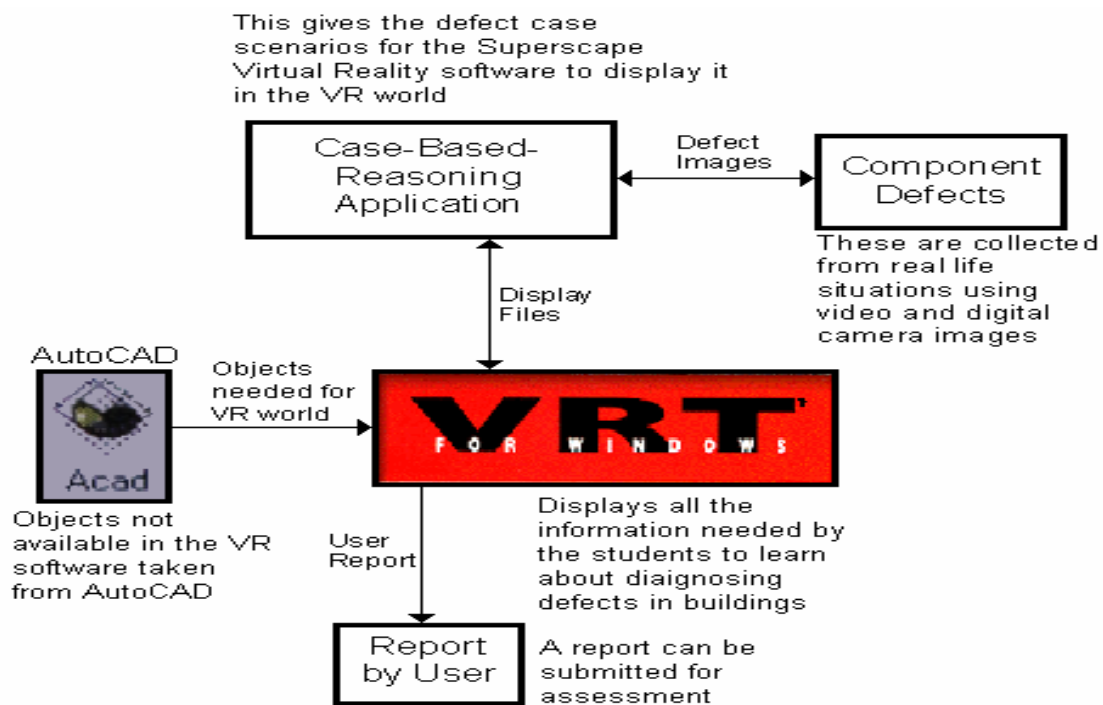 This gives the defect case
scenarios for the Superscape
Virtual Reality software to display it
in the VR world
Case-Based-
Reasoning
Application
Defect
Images
Component
Defects
These are collected
from real life
situations using
video and digital
camera images
Display
Files
AutoCAD
Acad
Objects
needed for
VR world
VRT
FOR WINDOWS
Objects not
available in the VR
software taken
from AutoCAD
User
Report
Displays all the
information needed by
the students to learn
about diaignosing
defects in buildings
Report
by User
A report can be
submitted for
assessment